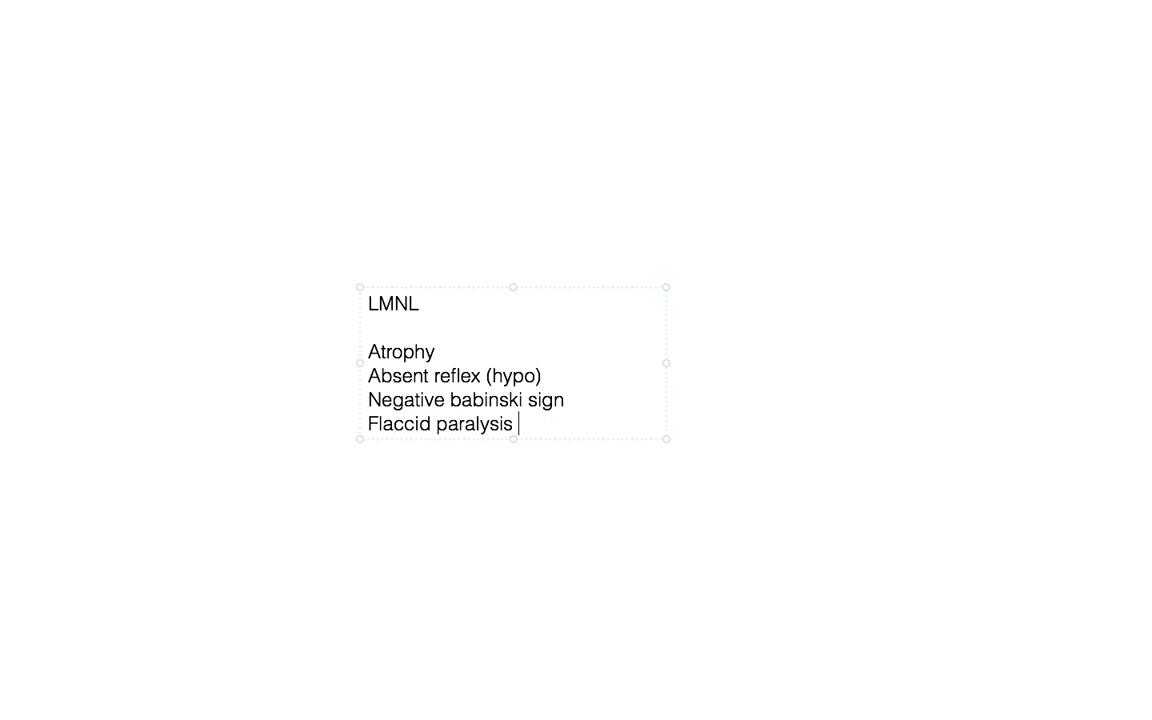 LMNL
Atrophy
Absent reflex (hypo)
Negative babinski sign
Flaccid paralysis